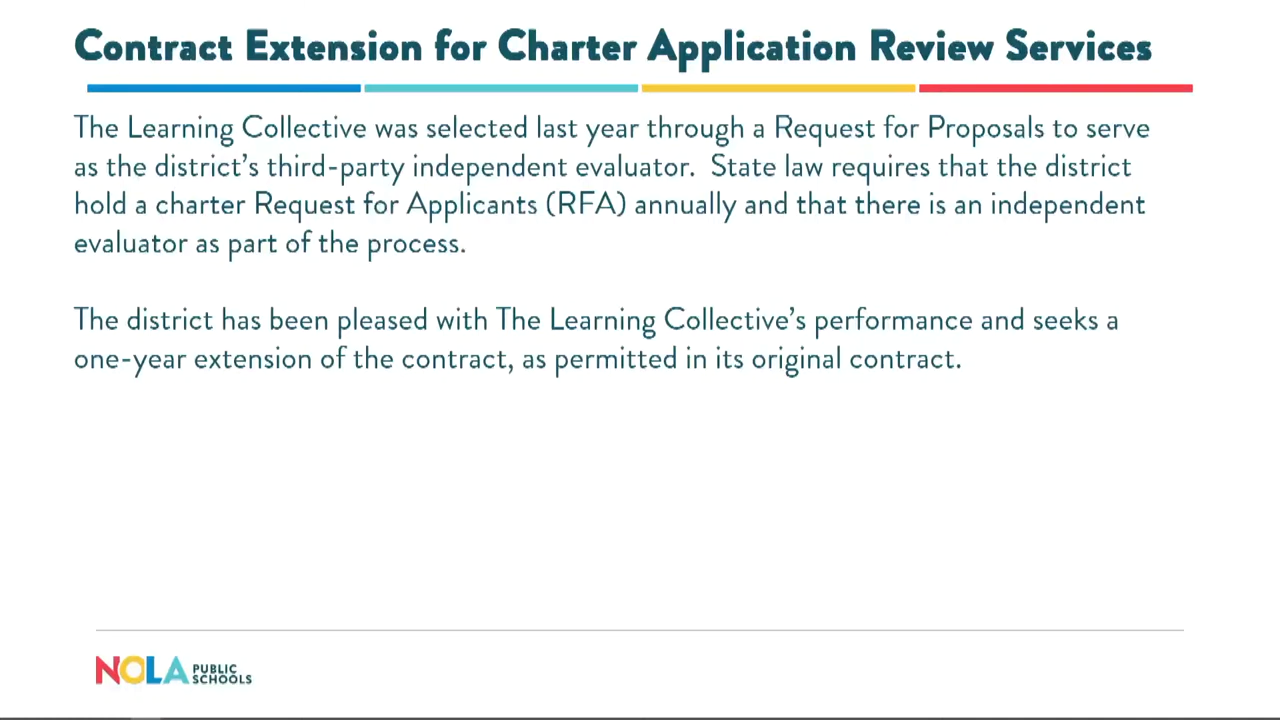 Contract Extension for Charter Application Review Services
The Learning Collective was selected last year through a Request for Proposals to serve
as the district’s third-party independent evaluator.  State law requires that the district
hold a charter Request for Applicants (RFA) annually and that there is an independent
evaluator as part of the process.
The district has been pleased with The Learning Collective’s performance and seeks a
one-year extension of the contract, as permitted in its original contract.
NOLA PUBLIC
SCHOOLS